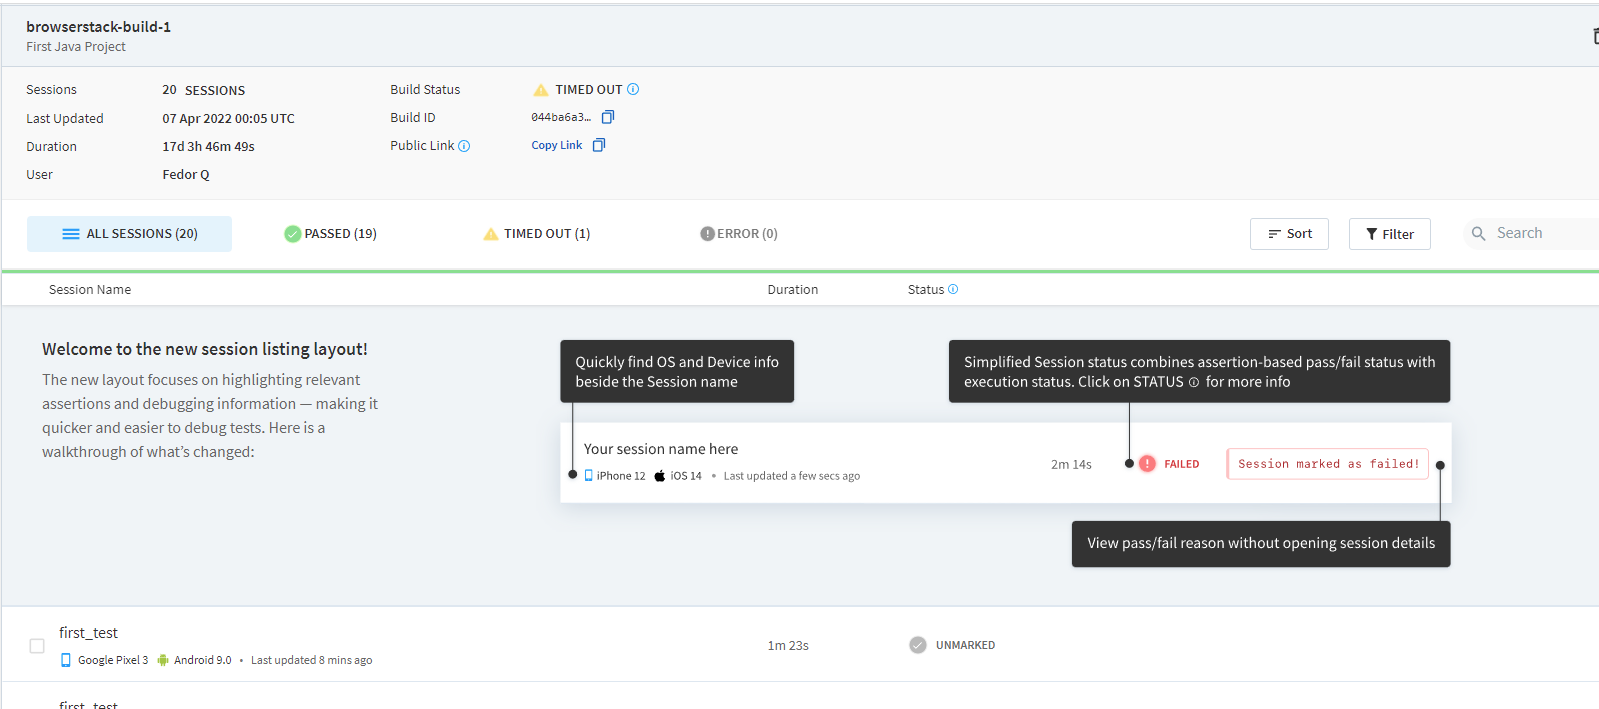 browserstack-build-1
First Java Project
Sessions 20 SESSIONS Build Status TIMED OUT
Last Updated 07 Apr 2022 00:05 UTC Build ID 044ba6a3…
Duration 17d 3h 46m 49s Public Link Copy Link
User Fedor Q
ALL SESSIONS (20) PASSED (19) TIMED OUT (1) ERROR (0) Sort Filter Search
Session Name Duration Status
Welcome to the new session listing layout!
The new layout focuses on highlighting relevant
assertions and debugging information — making it
quicker and easier to debug tests. Here is a
walkthrough of what's changed:
Quickly find OS and Device info
beside the Session name
Simplified Session status combines assertion-based pass/fail status with
execution status. Click on STATUS for more info
Your session name here
iPhone 12 iOS 14 • Last updated a few secs ago
2m 14s FAILED Session marked as failed!
View pass/fail reason without opening session details
first_test
Google Pixel 3 Android 9.0 • Last updated 8 mins ago
1m 23s UNMARKED
first_test